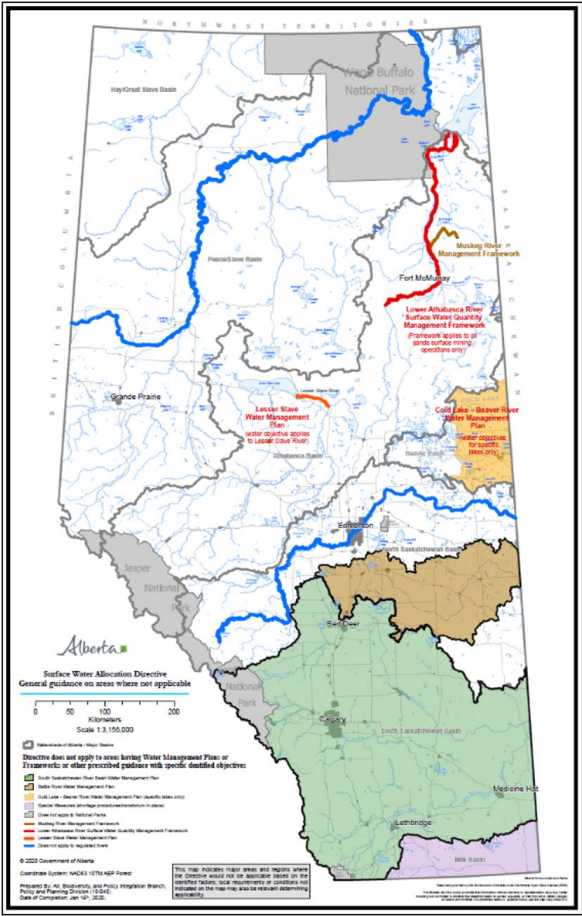 NORTHWEST TERRITORIES
Hay/Great Slave Basin
Wood Buffalo
National Park
BRITISH COLUMBIA
SASKATCHEWAN
Peace/Slave Basin
Muskeg River
Management Framework
Fort McMurray
Lower Athabasca River
Surface Water Quantity
Management Framework
(Framework applies to oil
sands surface mining
operations only)
Grande Prairie
Lesser Slave River
Lesser Slave
Water Management
Plan
(water objective applies
to Lesser Slave River)
Athabasca Basin
COLD LAKE
Cold Lake – Beaver River
Water Management
Plan
(water objectives
for specific
lakes only)
Beaver Basin
Edmonton
North Saskatchewan Basin
Jasper
National
Park
Red Deer
National
Park
Calgary
South Saskatchewan Basin
Medicine Hat
Lethbridge
Milk Basin
Alberta
Surface Water Allocation Directive
General guidance on areas where not applicable
0 50 100 200
Kilometers
Scale 1:3,156,000
Watersheds of Alberta - Major Basins
Directive does not apply to areas having Water Management Plans or
Frameworks or other prescribed guidance with specific identified objectives
South Saskatchewan River Basin Water Management Plan
Battle River Water Management Plan
Cold Lake - Beaver River Water Management Plan (specific lakes only)
Special Measures (shortage procedures/moratorium in place)
Does not apply to National Parks
Muskeg River Management Framework
Lower Athabasca River Surface Water Quantity Management Framework
Lesser Slave Water Management Plan
Does not apply to regulated rivers
© 2020 Government of Alberta
Coordinate System: NAD83 10TM AEP Forest
Prepared By: Air, Biodiversity, and Policy Integration Branch,
Policy and Planning Division
Date of Completion: Jan 16th, 2020.
This map indicates major areas and regions where
the Directive would not be applicable based on the
identified factors; local requirements or conditions not
indicated on this map may also be relevant determining
applicability.